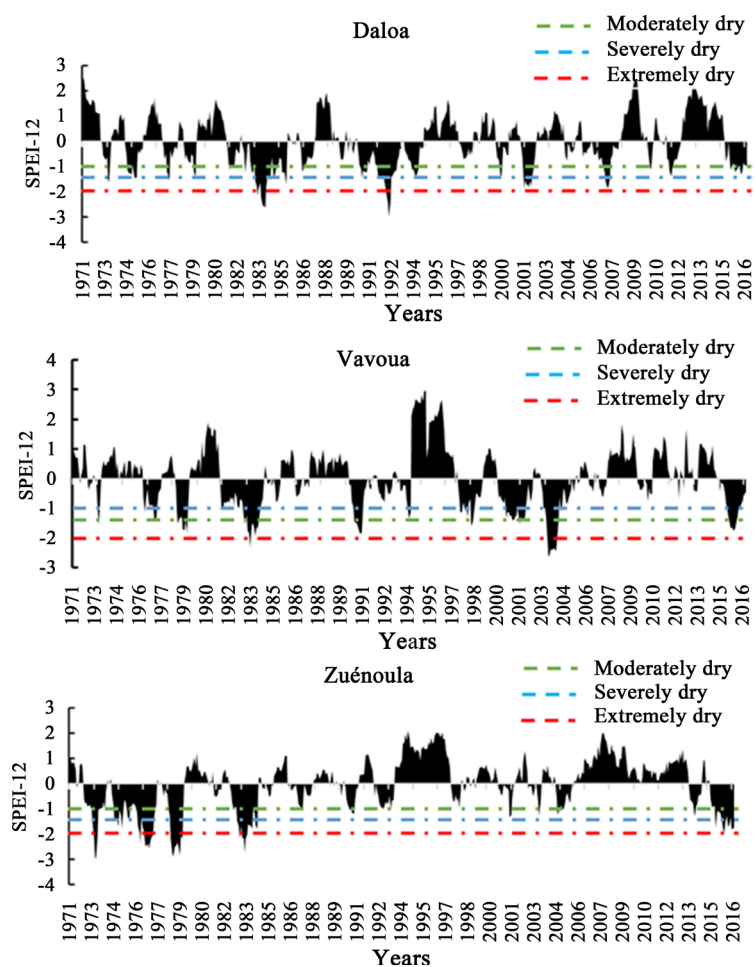 Daloa
Moderately dry
Severely dry
Extremely dry
SPEI-12
3
2
1
0
-1
-2
-3
-4
1971 1973 1974 1976 1977 1979 1980 1982 1983 1985 1986 1988 1989 1991 1992 1994 1995 1997 1998 2000 2001 2003 2004 2006 2007 2009 2010 2012 2013 2015 2016
Years
Vavoua
Moderately dry
Severely dry
Extremely dry
SPEI-12
4
3
2
1
0
-1
-2
-3
1971 1973 1974 1976 1977 1979 1980 1982 1983 1985 1986 1988 1989 1991 1992 1994 1995 1997 1998 2000 2001 2003 2004 2006 2007 2009 2010 2012 2013 2015 2016
Years
Zuénoula
Moderately dry
Severely dry
Extremely dry
SPEI-12
3
2
1
0
-1
-2
-3
-4
1971 1973 1974 1976 1977 1979 1980 1982 1983 1985 1986 1988 1989 1991 1992 1994 1995 1997 1998 2000 2001 2003 2004 2006 2007 2009 2010 2012 2013 2015 2016
Years